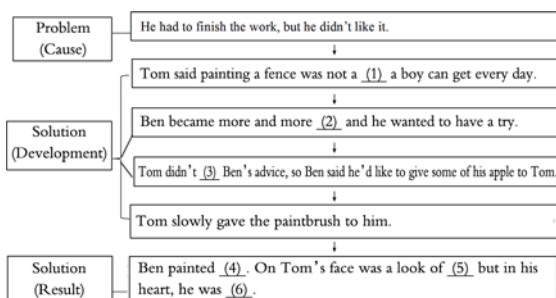 Problem
(Cause)
He had to finish the work, but he didn't like it.
Tom said painting a fence was not a (1) a boy can get every day.
Solution
(Development)
Ben became more and more (2) and he wanted to have a try.
Tom didn't (3) Ben's advice, so Ben said he'd like to give some of his apple to Tom.
Tom slowly gave the paintbrush to him.
Solution
(Result)
Ben painted (4). On Tom's face was a look of (5) but in his
heart, he was (6).